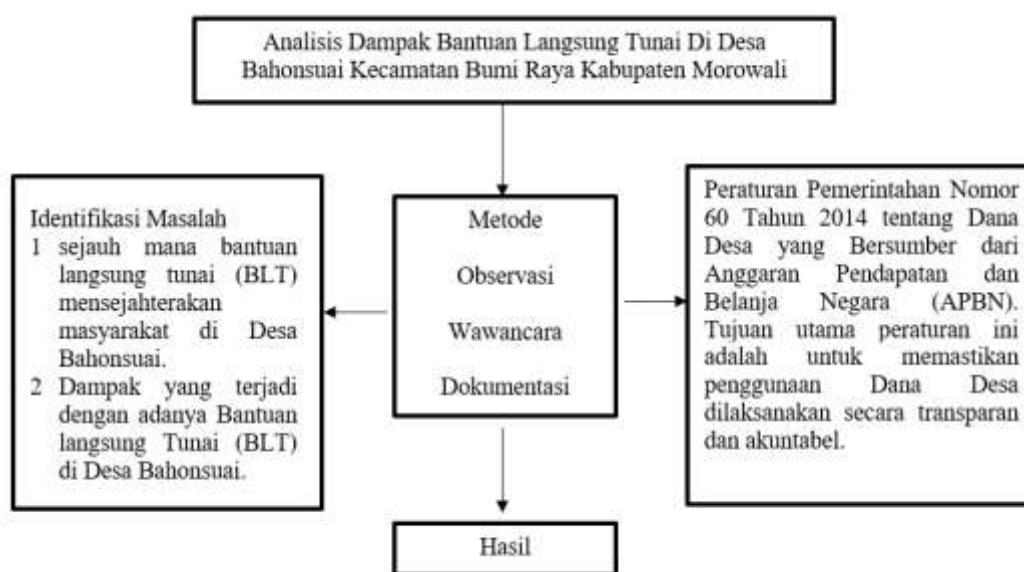 Analisis Dampak Bantuan Langsung Tunai Di Desa
Bahonsuai Kecamatan Bumi Raya Kabupaten Morowali
Identifikasi Masalah
1 sejauh mana bantuan
langsung tunai (BLT)
mensejahterakan
masyarakat di Desa
Bahonsuai.
2 Dampak yang terjadi
dengan adanya Bantuan
langsung Tunai (BLT)
di Desa Bahonsuai.
Metode
Observasi
Wawancara
Dokumentasi
Peraturan Pemerintahan Nomor
60 Tahun 2014 tentang Dana
Desa yang Bersumber dari
Anggaran Pendapatan dan
Belanja Negara (APBN).
Tujuan utama peraturan ini
adalah untuk memastikan
penggunaan Dana Desa
dilaksanakan secara transparan
dan akuntabel.
Hasil